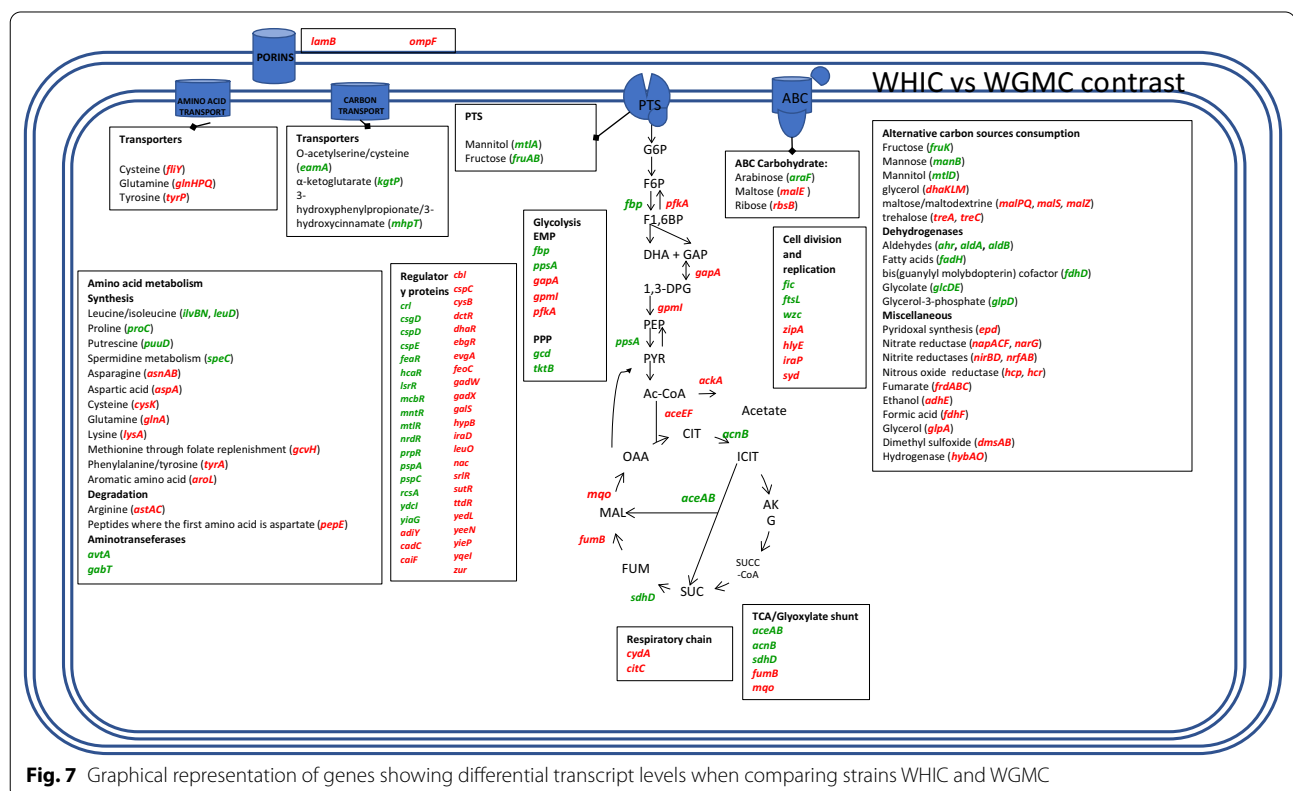 lamB ompF
PORINS
WHIC vs WGMC contrast
AMINO ACID
TRANSPORT
CARBON
TRANSPORT
PTS
ABC
Transporters
Cysteine (fliY)
Glutamine (glnHPQ)
Tyrosine (tyrP)
Transporters
O-acetylserine/cysteine
(eamA)
α-ketoglutarate (kgtP)
3-
hydroxyphenylpropionate/3-
hydroxycinnamate (mhpT)
PTS
Mannitol (mtlA)
Fructose (fruAB)
ABC Carbohydrate:
Arabinose (araF)
Maltose (malE )
Ribose (rbsB)
Alternative carbon sources consumption
Fructose (fruK)
Mannose (manB)
Mannitol (mtlD)
glycerol (dhaKLM)
maltose/maltodextrine (malPQ, malS, malZ)
trehalose (treA, treC)
Dehydrogenases
Aldehydes (ahr, aldA, aldB)
Fatty acids (fadH)
bis(guanylyl molybdopterin) cofactor (fdhD)
Glycolate (glcDE)
Glycerol-3-phosphate (glpD)
Miscellaneous
Pyridoxal synthesis (epd)
Nitrate reductase (napACF, narG)
Nitrite reductases (nirBD, nrfAB)
Nitrous oxide reductase (hcp, hcr)
Fumarate (frdABC)
Ethanol (adhE)
Formic acid (fdhF)
Glycerol (glpA)
Dimethyl sulfoxide (dmsAB)
Hydrogenase (hybAO)
Amino acid metabolism
Synthesis
Leucine/isoleucine (ilvBN, leuD)
Proline (proC)
Putrescine (puuD)
Spermidine metabolism (speC)
Asparagine (asnAB)
Aspartic acid (aspA)
Cysteine (cysK)
Glutamine (glnA)
Lysine (lysA)
Methionine through folate replenishment (gcvH)
Phenylalanine/tyrosine (tyrA)
Aromatic amino acid (aroL)
Degradation
Arginine (astAC)
Peptides where the first amino acid is aspartate (pepE)
Aminotranseferases
avtA
gabT
Regulator
y proteins
crl
csgD
cspD
cspE
feaR
hcaR
lsrR
mcbR
mntR
mtlR
nrdR
prpR
pspA
pspC
rcsA
ydcI
yiaG
adiY
cadC
caiF
cbl
cspC
cysB
dctR
dhaR
ebgR
evgA
feoC
gadW
gadX
galS
hypB
iraD
leuO
nac
srlR
sutR
ttdR
yedL
yeeN
yieP
yqeI
zur
Glycolysis
EMP
fbp
ppsA
gapA
gpmI
pfkA
PPP
gcd
tktB
Cell division
and
replication
fic
ftsL
wzc
zipA
hlyE
iraP
syd
G6P
F6P
fbp pfkA
F1,6BP
DHA + GAP
gapA
1,3-DPG
gpmI
PEP
ppsA
PYR
Ac-CoA
ackA
Acetate
aceEF
CIT
acnB
OAA
ICIT
mqo
aceAB
AK
G
MAL
fumB
FUM
SUCC
-CoA
sdhD
SUC
Respiratory chain
cydA
citC
TCA/Glyoxylate shunt
aceAB
acnB
sdhD
fumB
mqo
Fig. 7 Graphical representation of genes showing differential transcript levels when comparing strains WHIC and WGMC